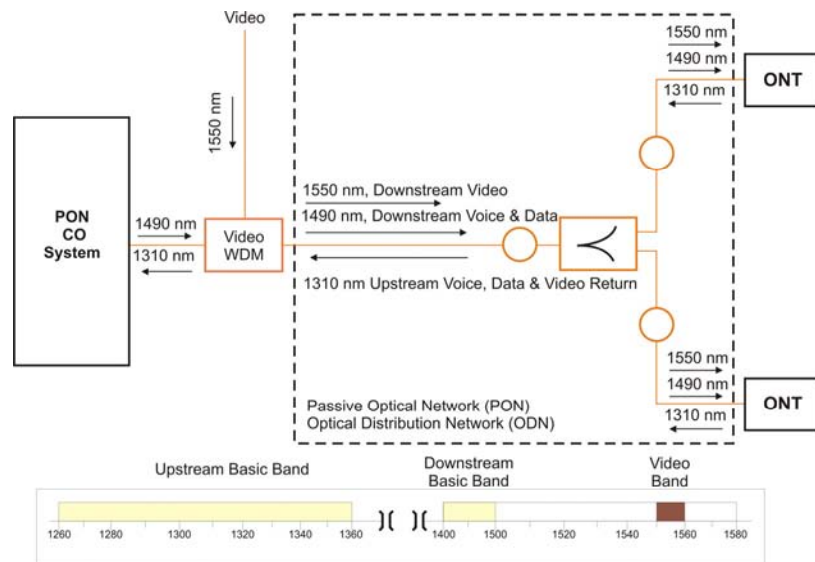 Video
1550 nm
PON
CO
System
1490 nm
1310 nm
Video
WDM
1550 nm, Downstream Video
1490 nm, Downstream Voice & Data
1310 nm Upstream Voice, Data & Video Return
1550 nm
1490 nm
1310 nm
ONT
1550 nm
1490 nm
1310 nm
ONT
Passive Optical Network (PON)
Optical Distribution Network (ODN)
Upstream Basic Band
Downstream
Basic Band
Video
Band
1260 1280 1300 1320 1340 1360 1400 1500 1520 1540 1560 1580